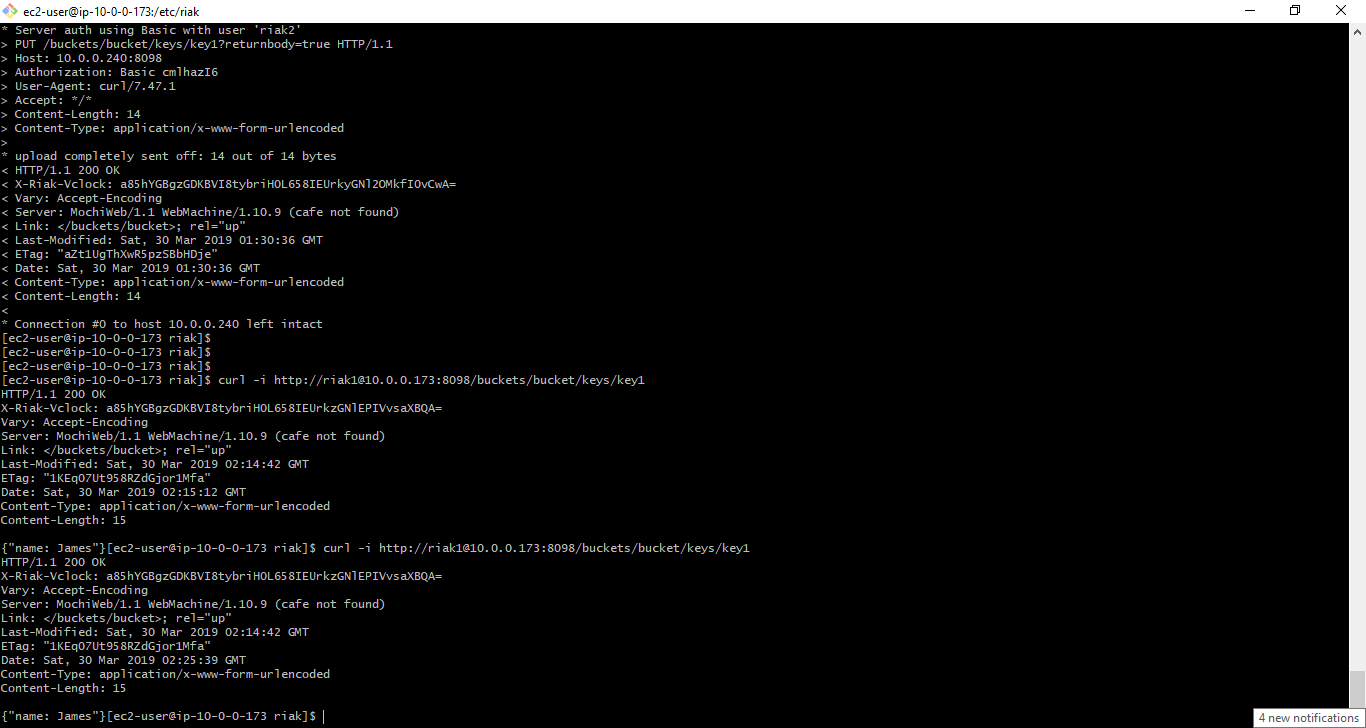 ec2-user@ip-10-0-0-173:/etc/riak
* Server auth using Basic with user 'riak2'
> PUT /buckets/bucket/keys/key1?returnbody=true HTTP/1.1
> Host: 10.0.0.240:8098
> Authorization: Basic cmlhazI6
> User-Agent: curl/7.47.1
> Accept: */*
> Content-Length: 14
> Content-Type: application/x-www-form-urlencoded
>
* upload completely sent off: 14 out of 14 bytes
< HTTP/1.1 200 OK
< X-Riak-Vclock: a85hYGBgzGDKBVI8tybriHOL658IEUrkyGNl2OMkfIOvCwA=
< Vary: Accept-Encoding
< Server: MochiWeb/1.1 WebMachine/1.10.9 (cafe not found)
< Link: </buckets/bucket>; rel="up"
< Last-Modified: Sat, 30 Mar 2019 01:30:36 GMT
< ETag: "aZt1UgThXwR5pzSBbHDje"
< Date: Sat, 30 Mar 2019 01:30:36 GMT
< Content-Type: application/x-www-form-urlencoded
< Content-Length: 14
<
* Connection #0 to host 10.0.0.240 left intact
[ec2-user@ip-10-0-0-173 riak]$
[ec2-user@ip-10-0-0-173 riak]$
[ec2-user@ip-10-0-0-173 riak]$
[ec2-user@ip-10-0-0-173 riak]$ curl -i http://riak1@10.0.0.173:8098/buckets/bucket/keys/key1
HTTP/1.1 200 OK
X-Riak-Vclock: a85hYGBgzGDKBVI8tybriHOL658IEUrkzGNlEPIVvsaXBQA=
Vary: Accept-Encoding
Server: MochiWeb/1.1 WebMachine/1.10.9 (cafe not found)
Link: </buckets/bucket>; rel="up"
Last-Modified: Sat, 30 Mar 2019 02:14:42 GMT
ETag: "1KEqO7Ut958RZdGjor1Mfa"
Date: Sat, 30 Mar 2019 02:15:12 GMT
Content-Type: application/x-www-form-urlencoded
Content-Length: 15
{"name: James"}[ec2-user@ip-10-0-0-173 riak]$ curl -i http://riak1@10.0.0.173:8098/buckets/bucket/keys/key1
HTTP/1.1 200 OK
X-Riak-Vclock: a85hYGBgzGDKBVI8tybriHOL658IEUrkzGNlEPIVvsaXBQA=
Vary: Accept-Encoding
Server: MochiWeb/1.1 WebMachine/1.10.9 (cafe not found)
Link: </buckets/bucket>; rel="up"
Last-Modified: Sat, 30 Mar 2019 02:14:42 GMT
ETag: "1KEqO7Ut958RZdGjor1Mfa"
Date: Sat, 30 Mar 2019 02:25:39 GMT
Content-Type: application/x-www-form-urlencoded
Content-Length: 15
{"name: James"}[ec2-user@ip-10-0-0-173 riak]$
4 new notifications